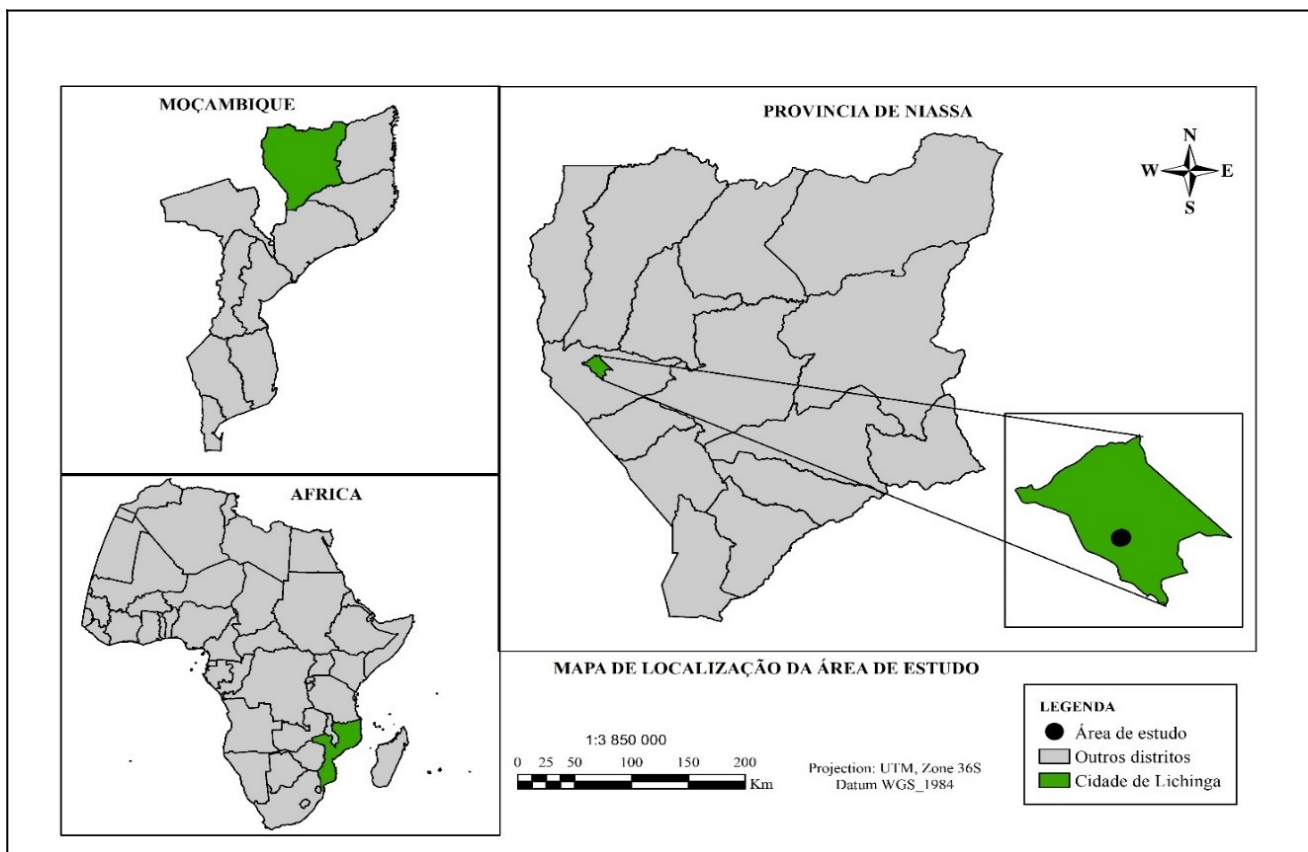 MOÇAMBIQUE
PROVINCIA DE NIASSA
N
W E
S
AFRICA
MAPA DE LOCALIZAÇÃO DA ÁREA DE ESTUDO
1:3 850 000
0 12,5 25 50 100 150 200
Km
Projection: UTM, Zone 36S
Datum WGS_1984
LEGENDA
Área de estudo
Outros distritos
Cidade de Lichinga